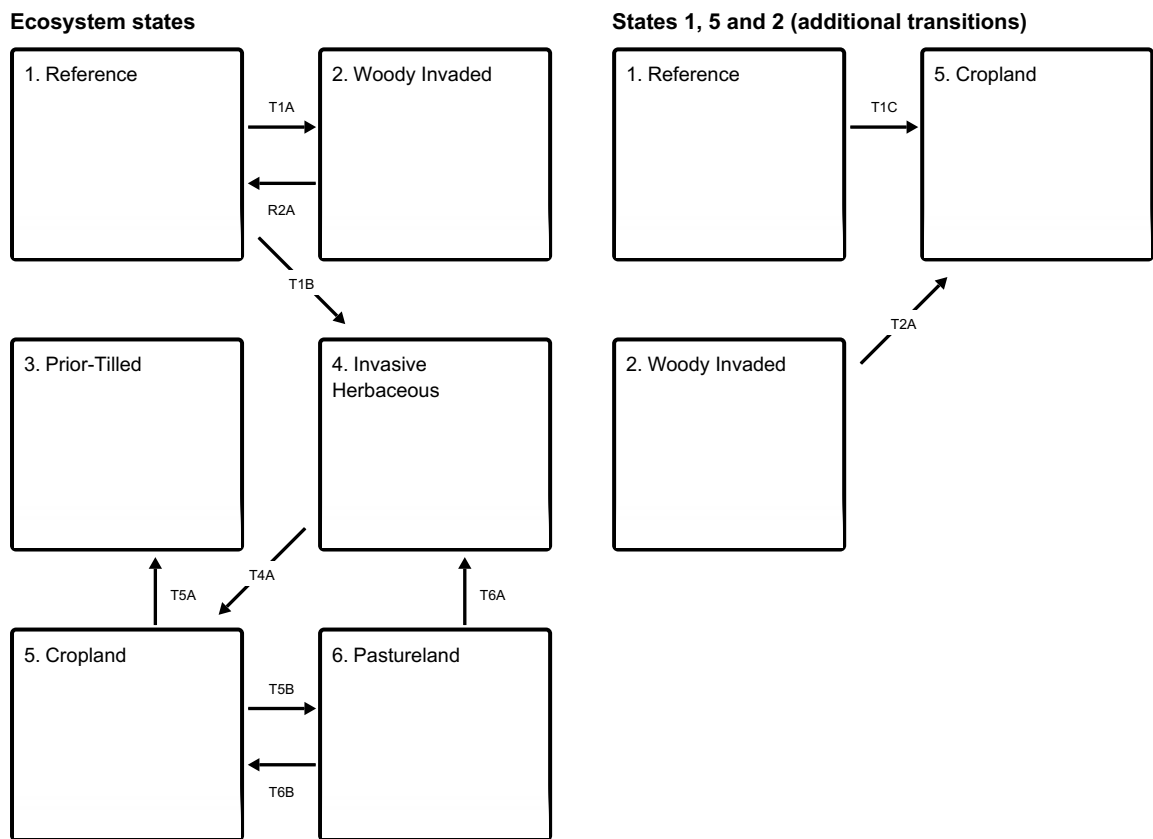 Ecosystem states
1. Reference
T1A
2. Woody Invaded
R2A
T1B
3. Prior-Tilled
4. Invasive
Herbaceous
T4A
T5A
T6A
5. Cropland
T5B
6. Pastureland
T6B
States 1, 5 and 2 (additional transitions)
1. Reference
T1C
5. Cropland
T2A
2. Woody Invaded